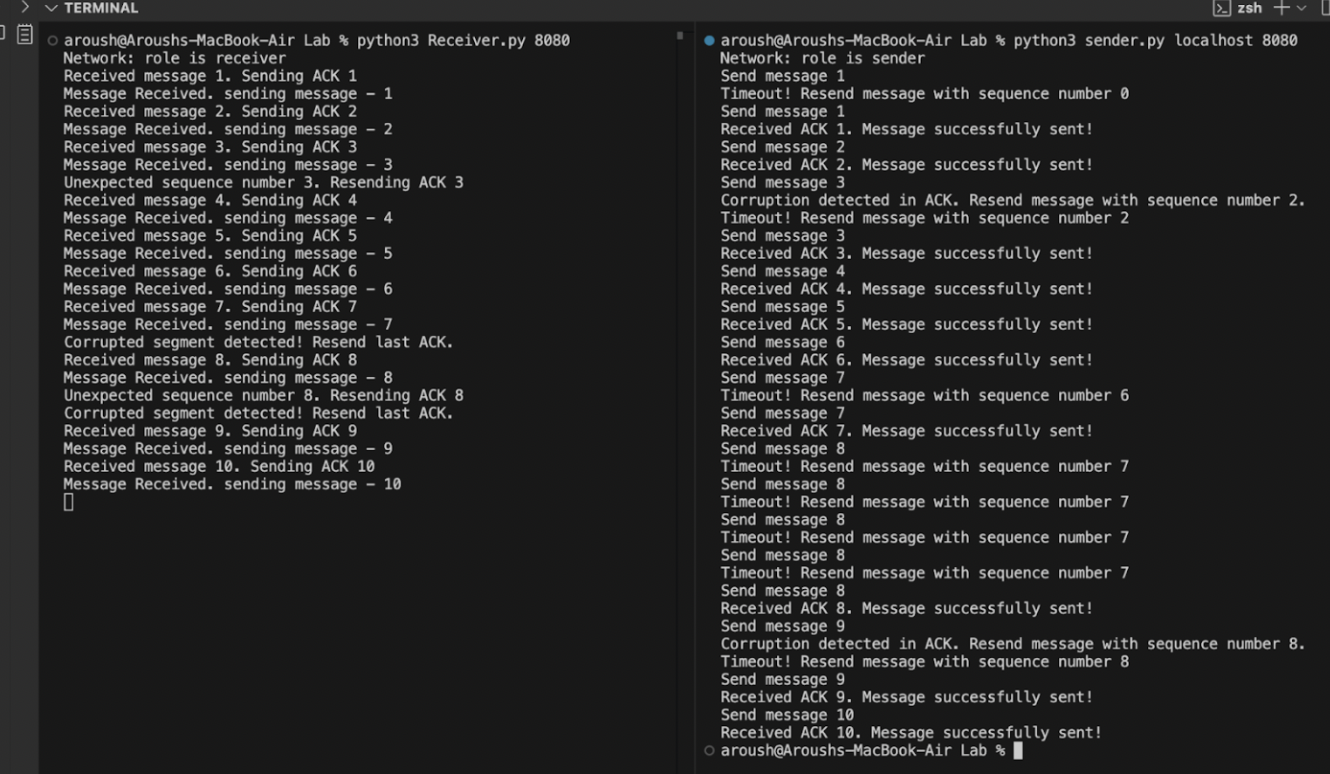 TERMINAL
zsh
aroush@Aroushs-MacBook-Air Lab % python3 Receiver.py 8080
Network: role is receiver
Received message 1. Sending ACK 1
Message Received. sending message - 1
Received message 2. Sending ACK 2
Message Received. sending message - 2
Received message 3. Sending ACK 3
Message Received. sending message - 3
Unexpected sequence number 3. Resending ACK 3
Received message 4. Sending ACK 4
Message Received. sending message - 4
Received message 5. Sending ACK 5
Message Received. sending message - 5
Received message 6. Sending ACK 6
Message Received. sending message - 6
Received message 7. Sending ACK 7
Message Received. sending message - 7
Corrupted segment detected! Resend last ACK.
Received message 8. Sending ACK 8
Message Received. sending message - 8
Unexpected sequence number 8. Resending ACK 8
Corrupted segment detected! Resend last ACK.
Received message 9. Sending ACK 9
Message Received. sending message - 9
Received message 10. Sending ACK 10
Message Received. sending message - 10
aroush@Aroushs-MacBook-Air Lab % python3 sender.py localhost 8080
Network: role is sender
Send message 1
Timeout! Resend message with sequence number 0
Send message 1
Received ACK 1. Message successfully sent!
Send message 2
Received ACK 2. Message successfully sent!
Send message 3
Corruption detected in ACK. Resend message with sequence number 2.
Timeout! Resend message with sequence number 2
Send message 3
Received ACK 3. Message successfully sent!
Send message 4
Received ACK 4. Message successfully sent!
Send message 5
Received ACK 5. Message successfully sent!
Send message 6
Received ACK 6. Message successfully sent!
Send message 7
Timeout! Resend message with sequence number 6
Send message 7
Received ACK 7. Message successfully sent!
Send message 8
Timeout! Resend message with sequence number 7
Send message 8
Timeout! Resend message with sequence number 7
Send message 8
Timeout! Resend message with sequence number 7
Send message 8
Timeout! Resend message with sequence number 7
Send message 8
Received ACK 8. Message successfully sent!
Send message 9
Corruption detected in ACK. Resend message with sequence number 8.
Timeout! Resend message with sequence number 8
Send message 9
Received ACK 9. Message successfully sent!
Send message 10
Received ACK 10. Message successfully sent!
aroush@Aroushs-MacBook-Air Lab %